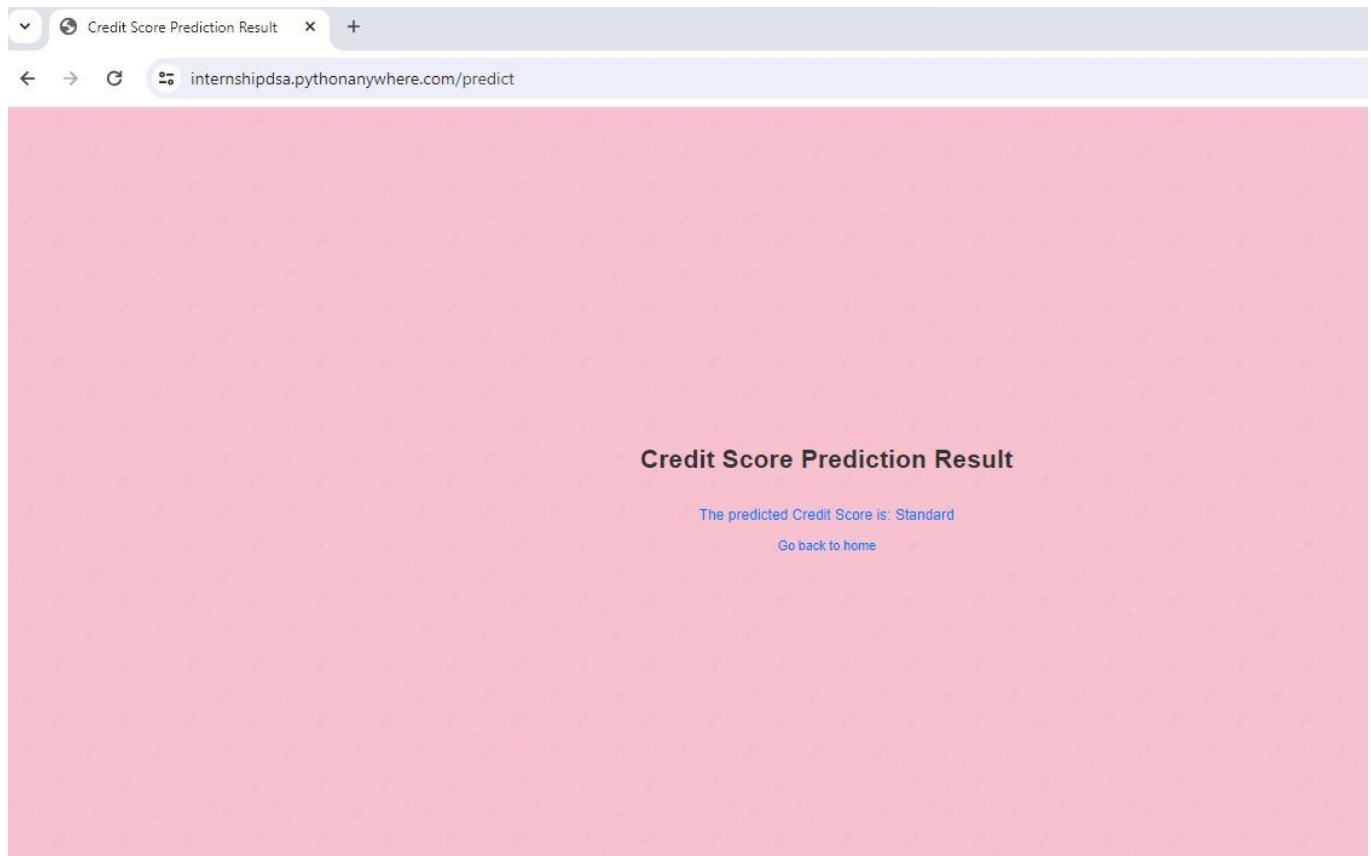 Credit Score Prediction Result
internshipdsa.pythonanywhere.com/predict
Credit Score Prediction Result
The predicted Credit Score is: Standard
Go back to home